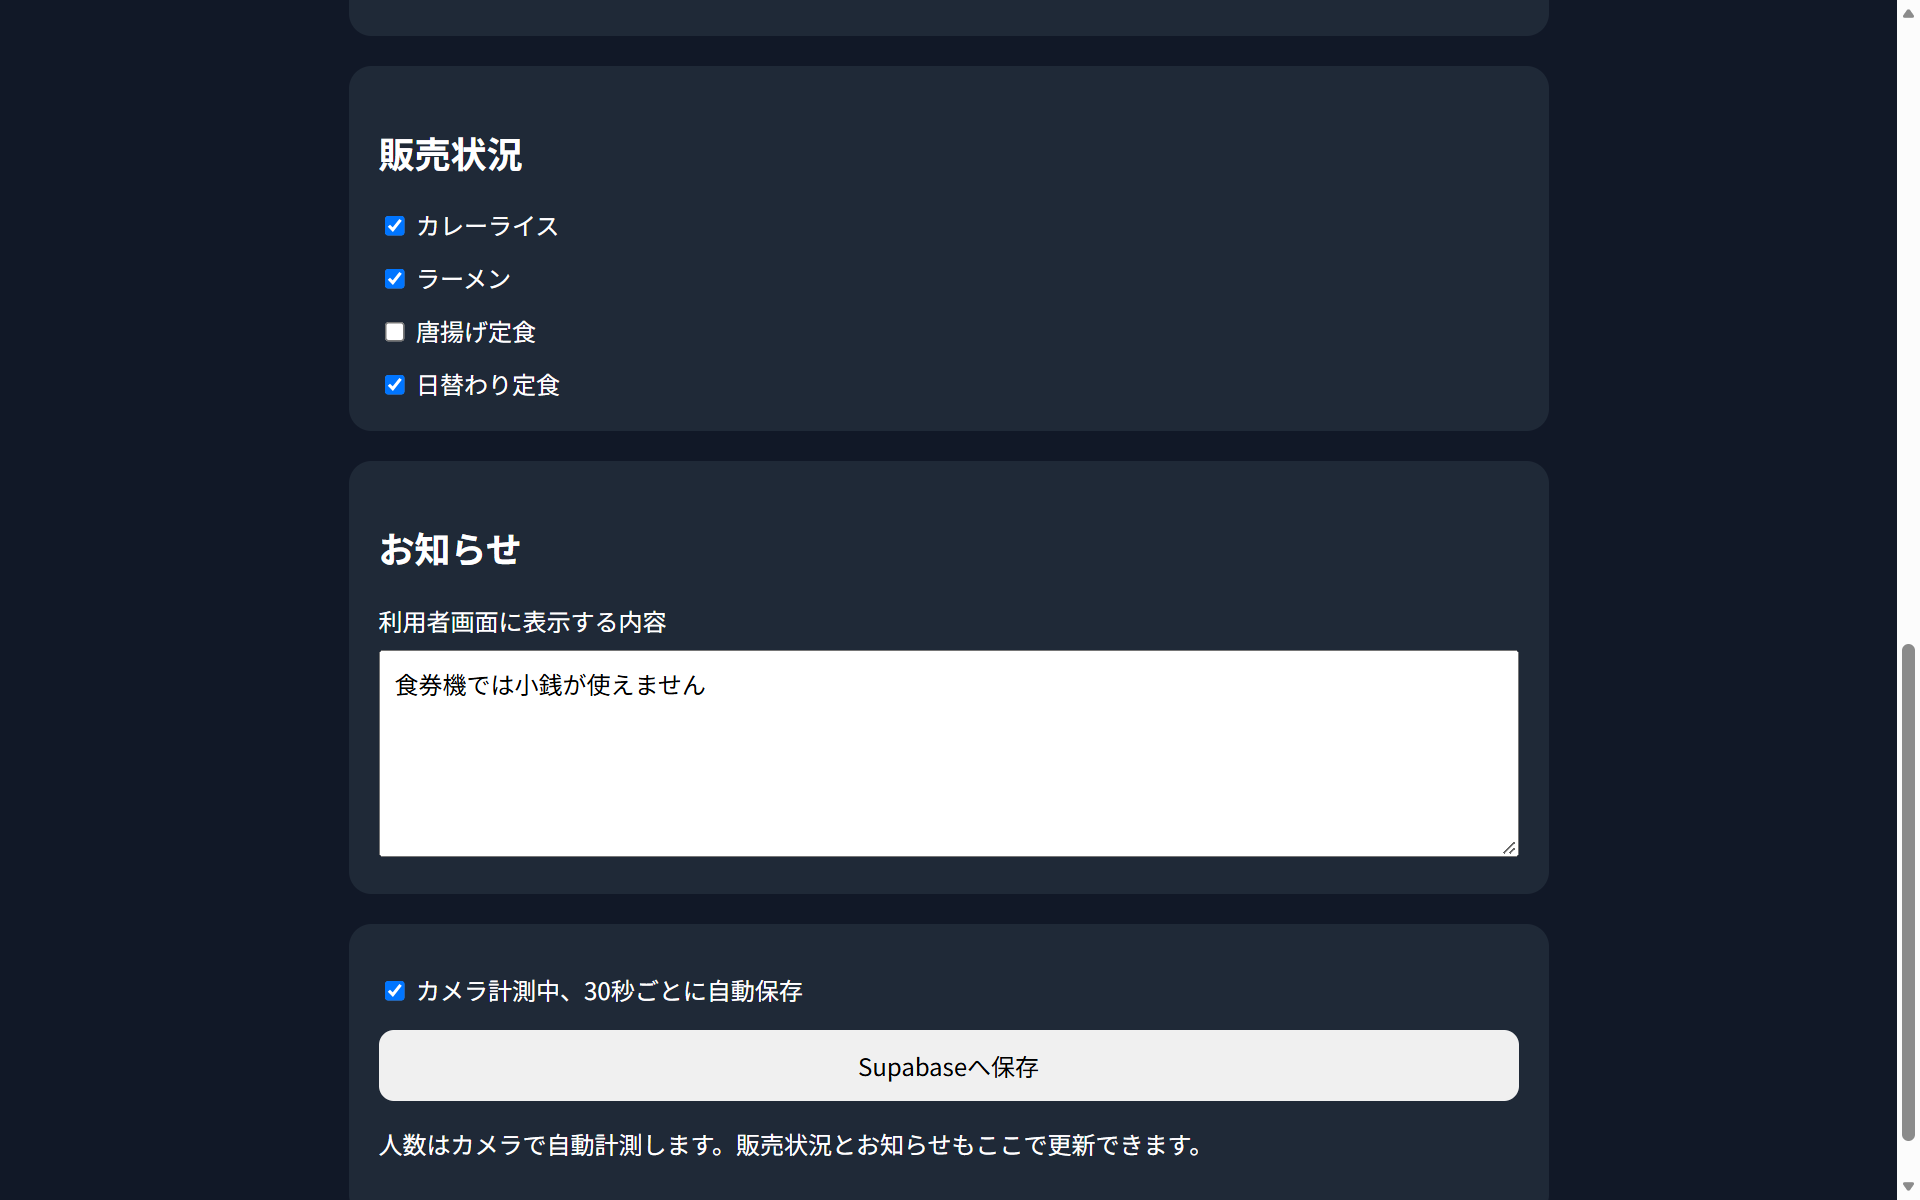 販売状況
カレーライス
ラーメン
唐揚げ定食
日替わり定食
お知らせ
利用者画面に表示する内容
食券機では小銭が使えません
カメラ計測中、30秒ごとに自動保存
Supabaseへ保存
人数はカメラで自動計測します。販売状況とお知らせもここで更新できます。